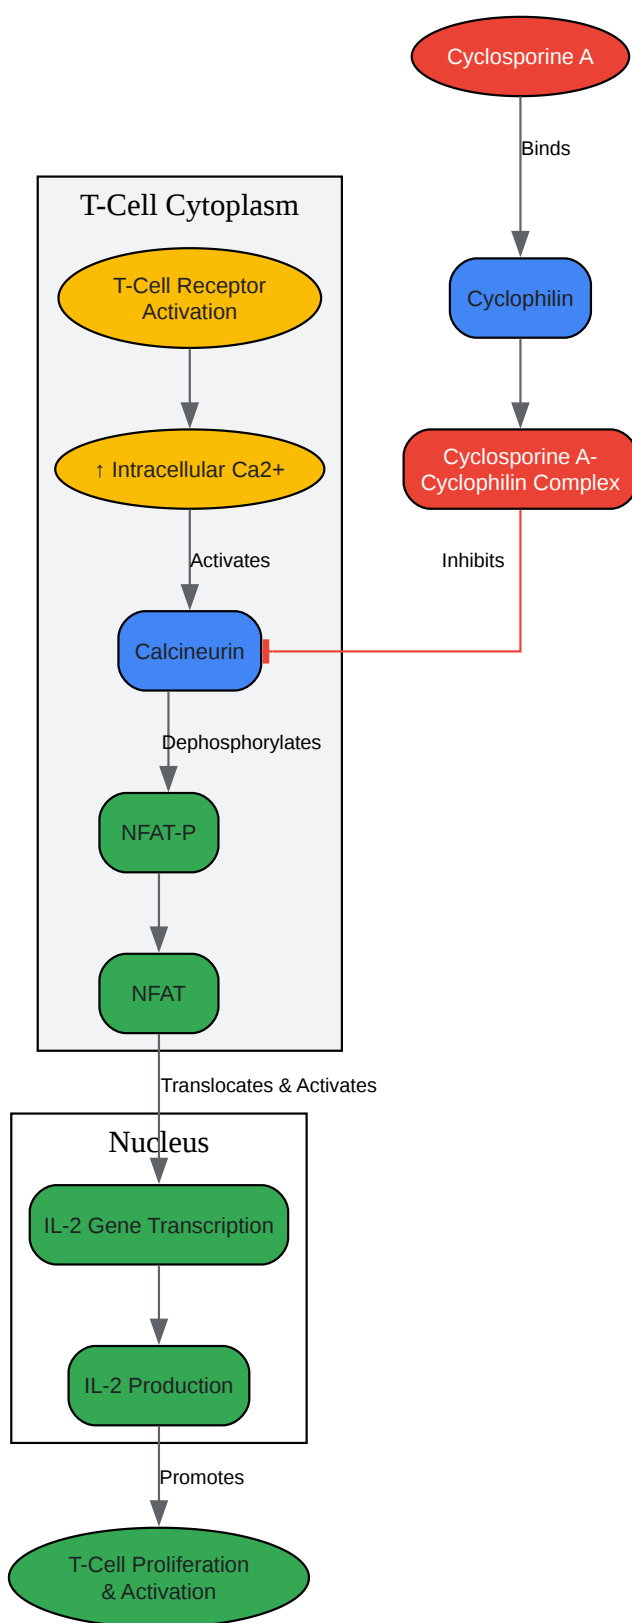 Cyclosporine A
Binds
T-Cell Cytoplasm
T-Cell Receptor
Activation
Cyclophilin
↑ Intracellular Ca2+
Cyclosporine A-
Cyclophilin Complex
Activates
Inhibits
Calcineurin
Dephosphorylates
NFAT-P
NFAT
Translocates & Activates
Nucleus
IL-2 Gene Transcription
IL-2 Production
Promotes
T-Cell Proliferation
& Activation